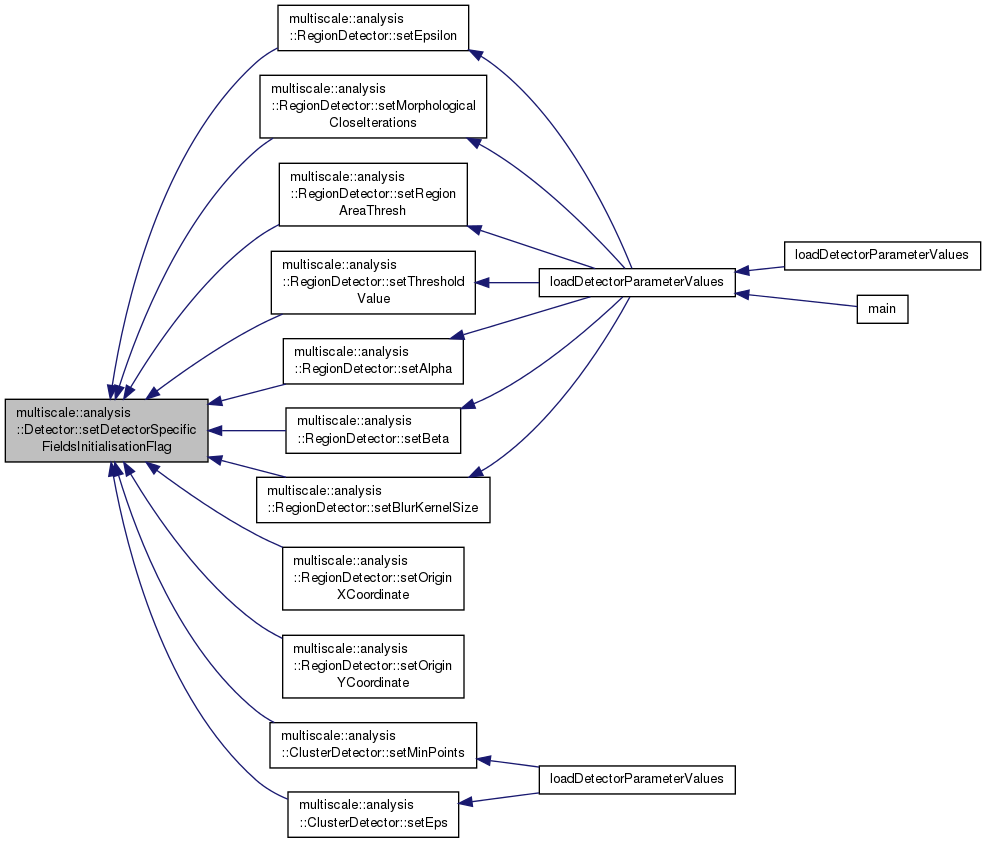 multiscale::analysis
::RegionDetector::setEpsilon
multiscale::analysis
::RegionDetector::setMorphological
CloseIterations
multiscale::analysis
::RegionDetector::setRegion
AreaThresh
multiscale::analysis
::RegionDetector::setThreshold
Value
loadDetectorParameterValues
loadDetectorParameterValues
main
multiscale::analysis
::RegionDetector::setAlpha
multiscale::analysis
::Detector::setDetectorSpecific
FieldsInitialisationFlag
multiscale::analysis
::RegionDetector::setBeta
multiscale::analysis
::RegionDetector::setBlurKernelSize
multiscale::analysis
::RegionDetector::setOrigin
XCoordinate
multiscale::analysis
::RegionDetector::setOrigin
YCoordinate
multiscale::analysis
::ClusterDetector::setMinPoints
loadDetectorParameterValues
multiscale::analysis
::ClusterDetector::setEps